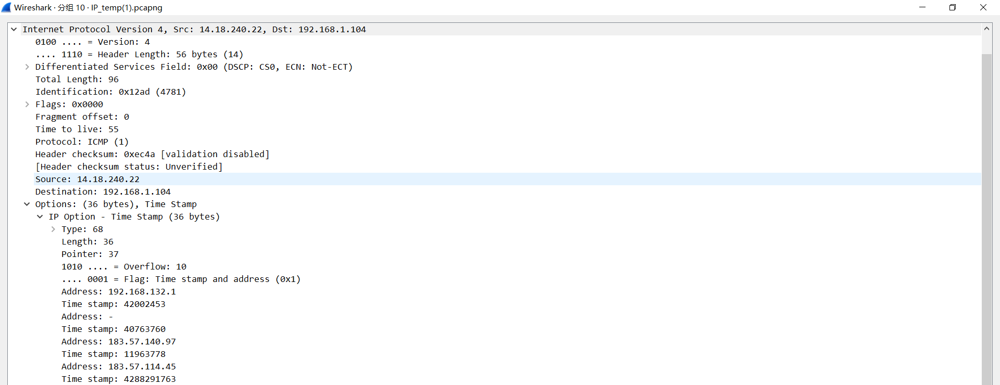 Wireshark · 分组 10 · IP_temp(1).pcapng
Internet Protocol Version 4, Src: 14.18.240.22, Dst: 192.168.1.104
0100 .... = Version: 4
.... 1110 = Header Length: 56 bytes (14)
Differentiated Services Field: 0x00 (DSCP: CS0, ECN: Not-ECT)
Total Length: 96
Identification: 0x12ad (4781)
Flags: 0x0000
Fragment offset: 0
Time to live: 55
Protocol: ICMP (1)
Header checksum: 0xec4a [validation disabled]
[Header checksum status: Unverified]
Source: 14.18.240.22
Destination: 192.168.1.104
Options: (36 bytes), Time Stamp
IP Option - Time Stamp (36 bytes)
Type: 68
Length: 36
Pointer: 37
1010 .... = Overflow: 10
.... 0001 = Flag: Time stamp and address (0x1)
Address: 192.168.132.1
Time stamp: 42002453
Address: -
Time stamp: 40763760
Address: 183.57.140.97
Time stamp: 11963778
Address: 183.57.114.45
Time stamp: 4288291763